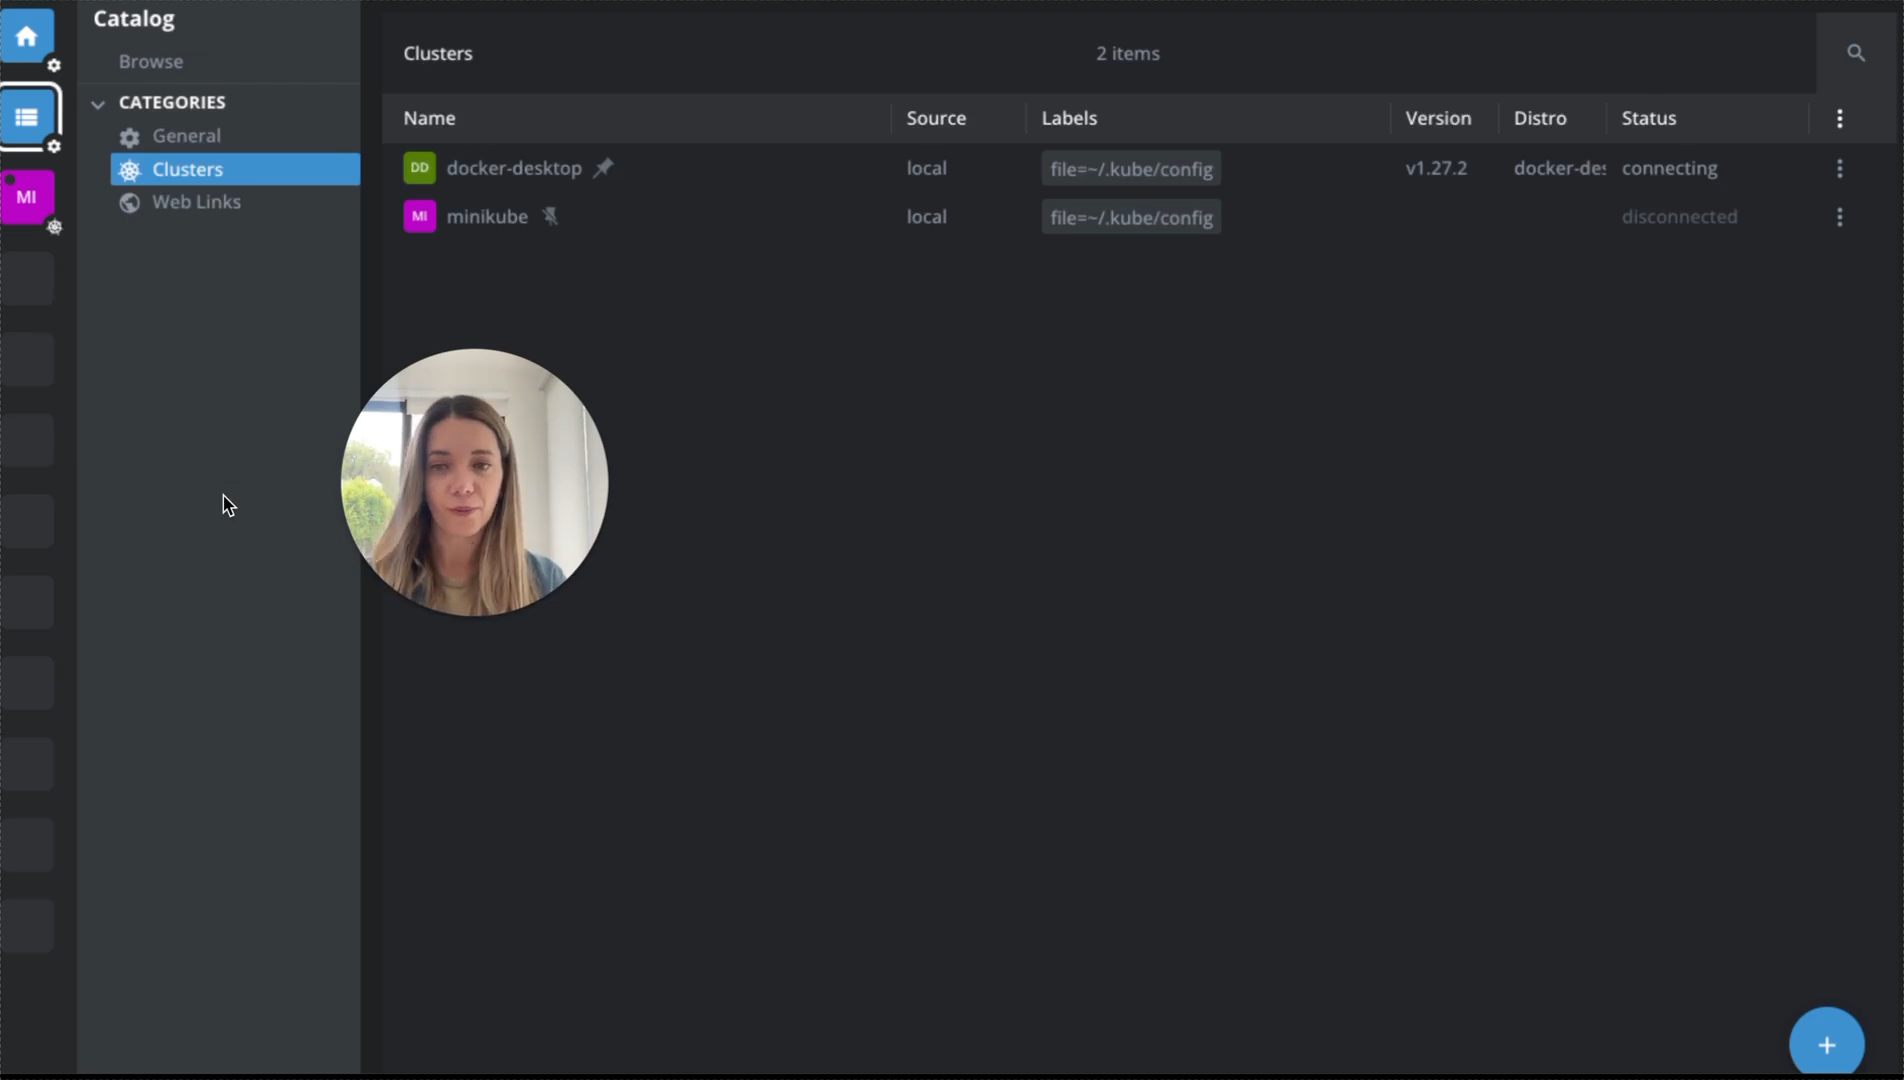 Catalog
Browse
CATEGORIES
General
Clusters
Web Links
MI
Clusters
2 items
Name Source Labels Version Distro Status
DD docker-desktop local file=~/.kube/config v1.27.2 docker-des connecting
MI minikube local file=~/.kube/config disconnected